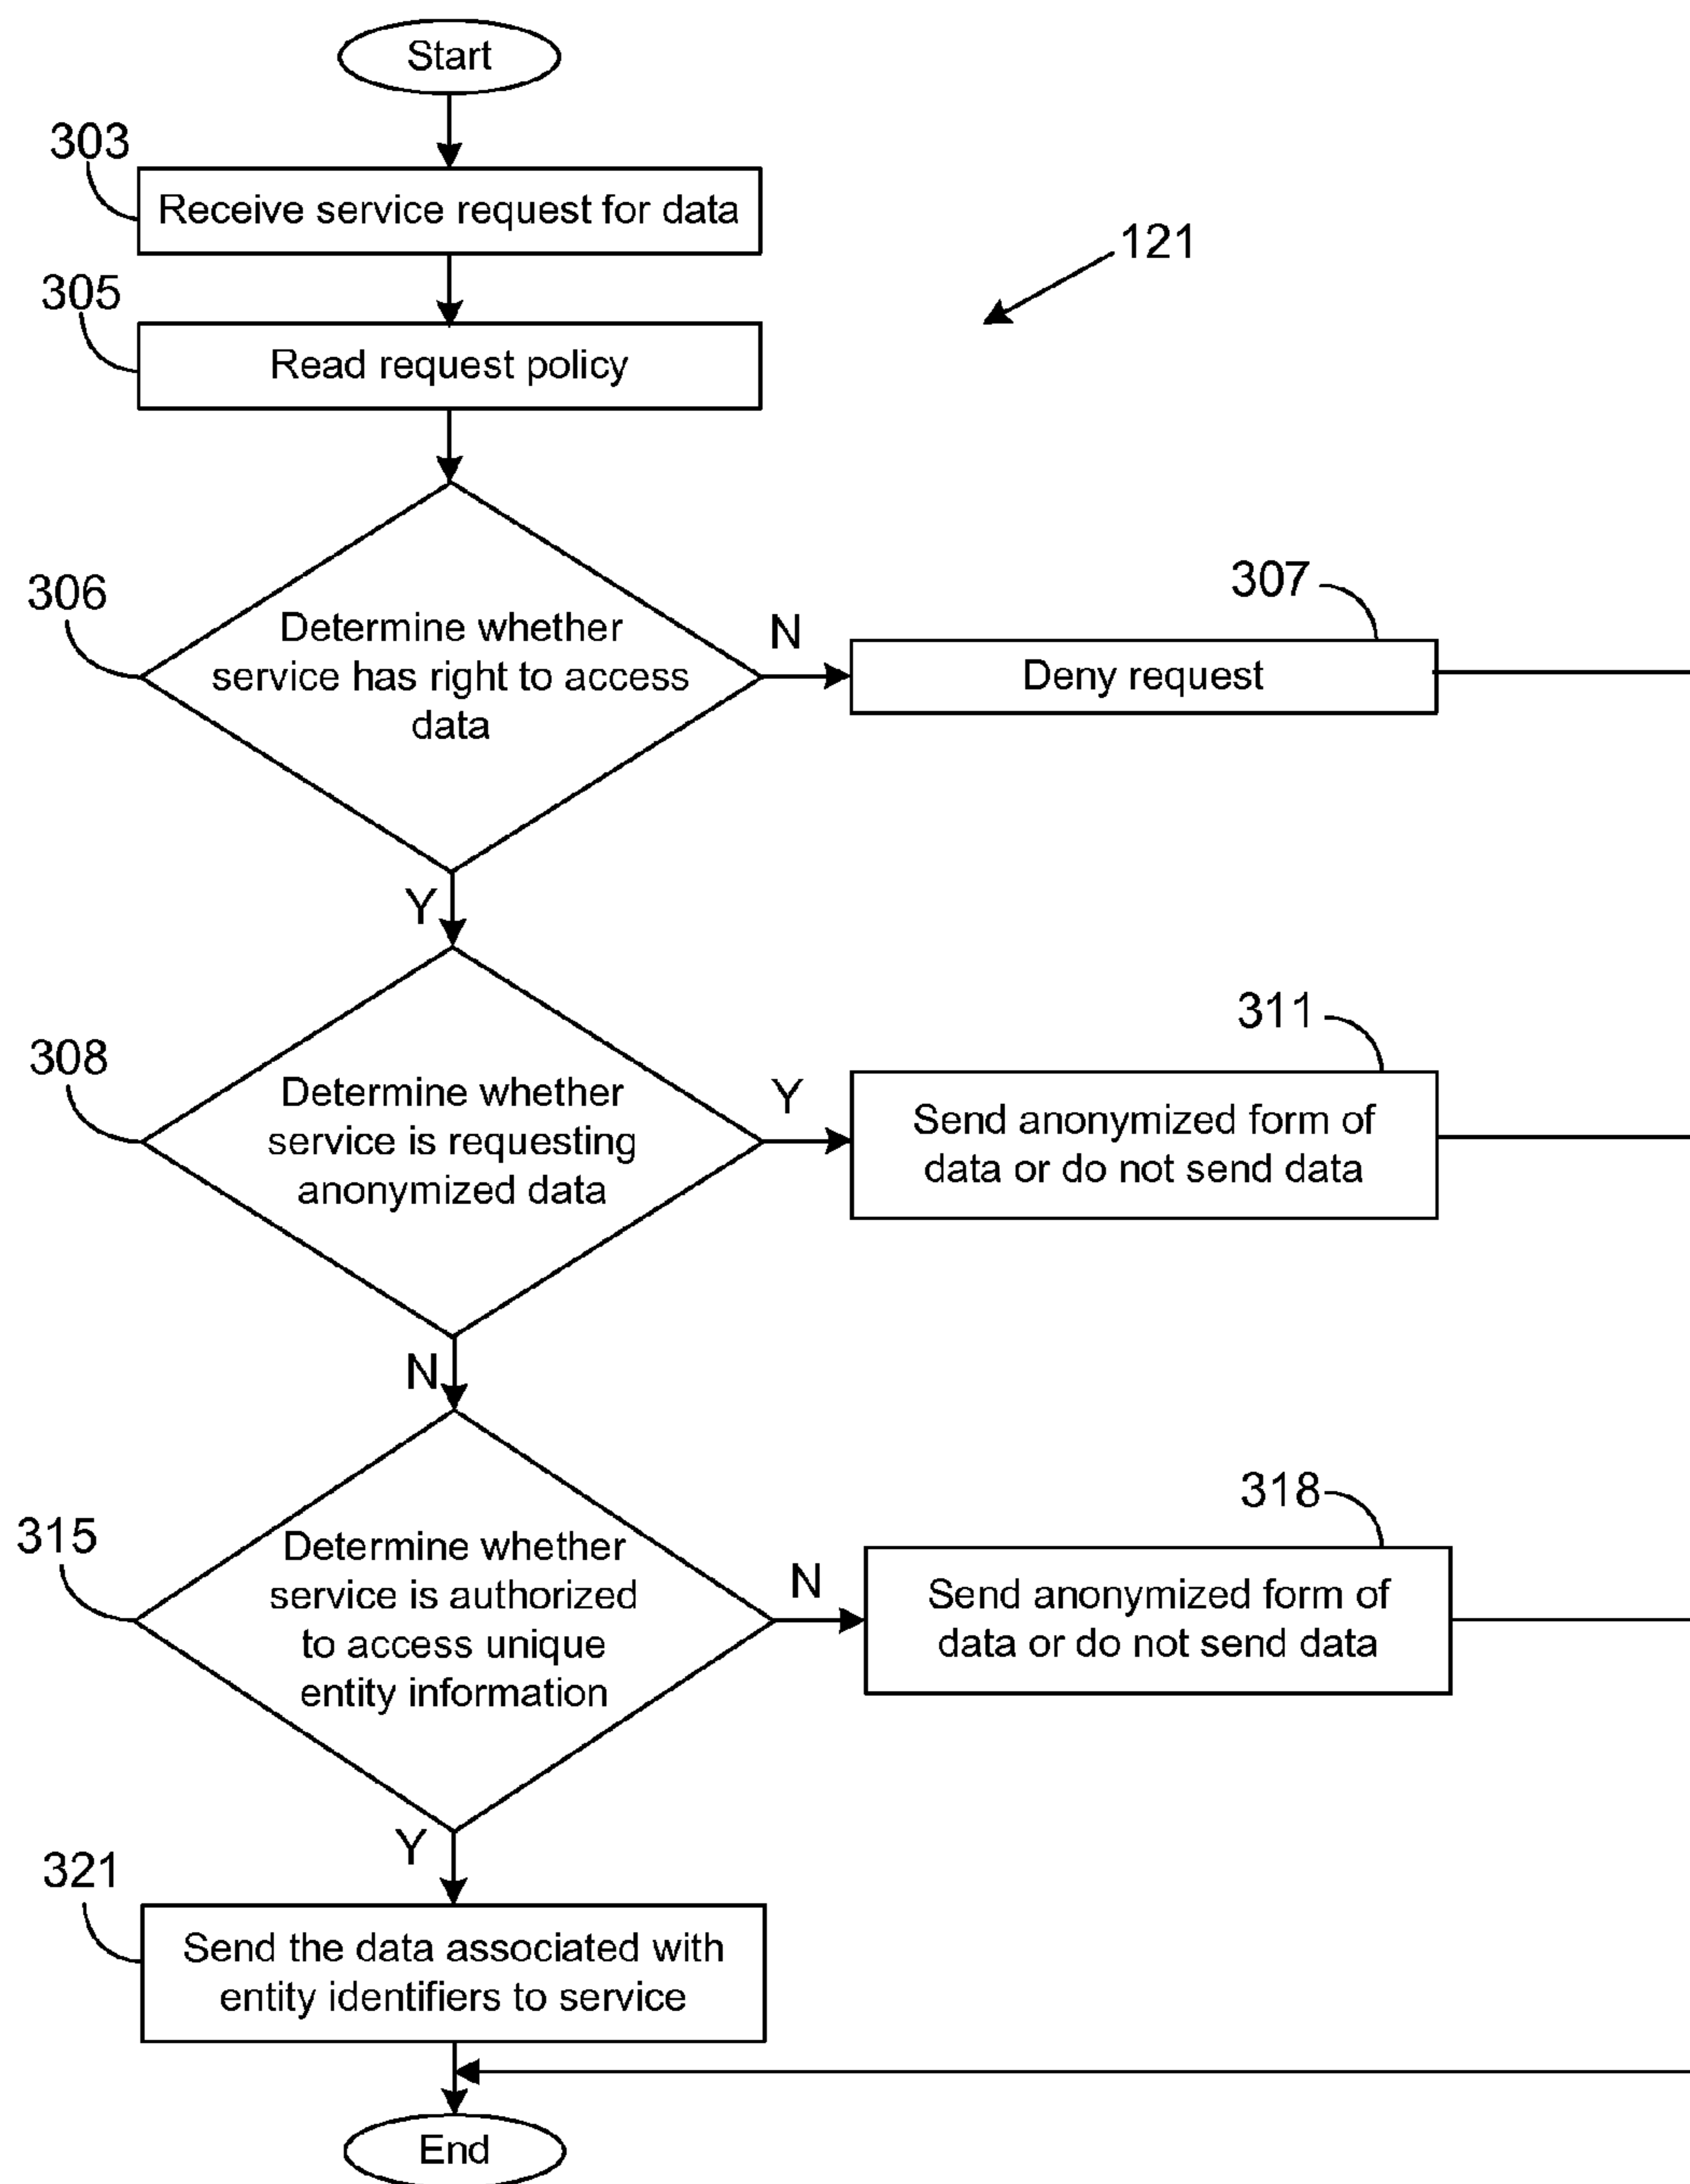 Start
303
Receive service request for data
121
305
Read request policy
306
Determine whether
service has right to access
data
N
307
Deny request
Y
308
Determine whether
service is requesting
anonymized data
Y
311
Send anonymized form of
data or do not send data
N
315
Determine whether
service is authorized
to access unique
entity information
N
318
Send anonymized form of
data or do not send data
Y
321
Send the data associated with
entity identifiers to service
End